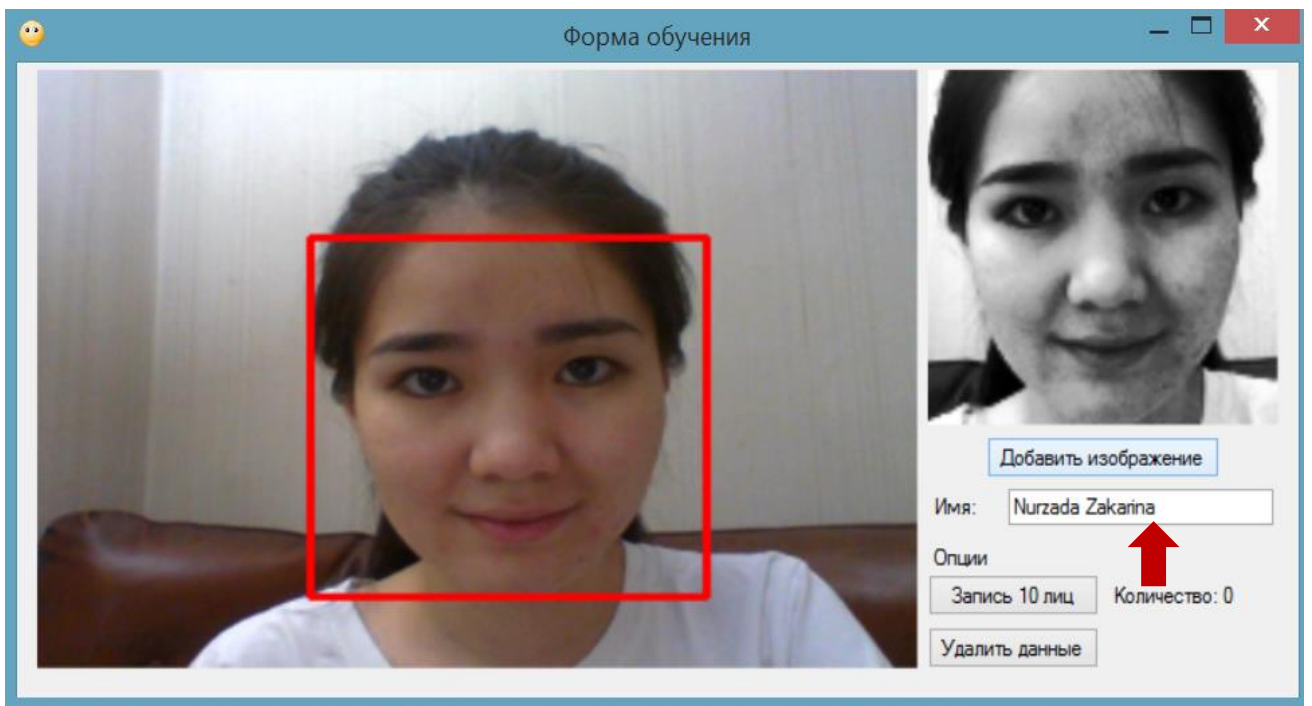 Форма обучения
Добавить изображение
Имя: Nurzada Zakarina
Опции
Запись 10 лиц Количество: 0
Удалить данные